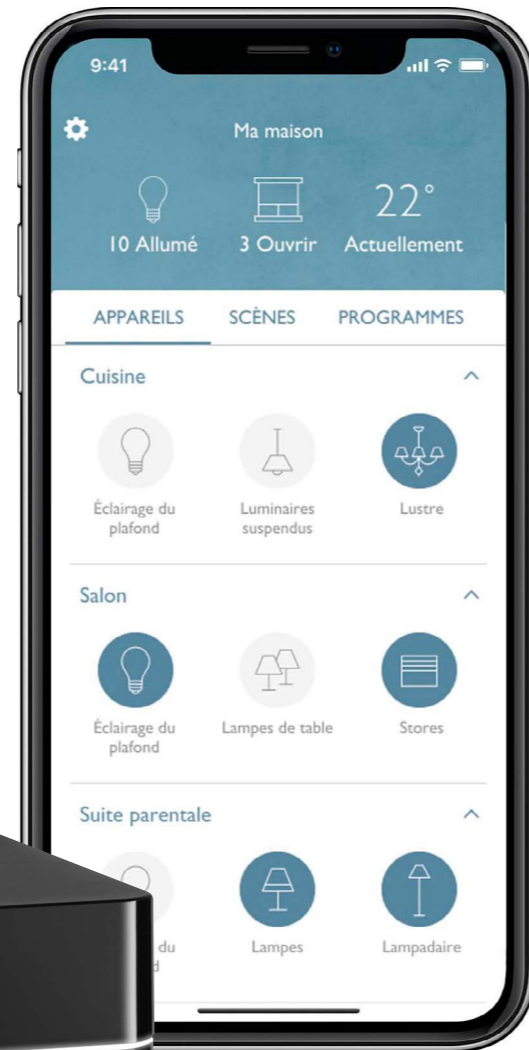 9:41
Ma maison
22°
10 Allumé 3 Ouvrir Actuellement
APPAREILS SCÈNES PROGRAMMES
Cuisine
Éclairage du
plafond
Luminaires
suspendus
Lustre
Salon
Éclairage du
plafond
Lampes de table
Stores
Suite parentale
du
Lampes
Lampadaire